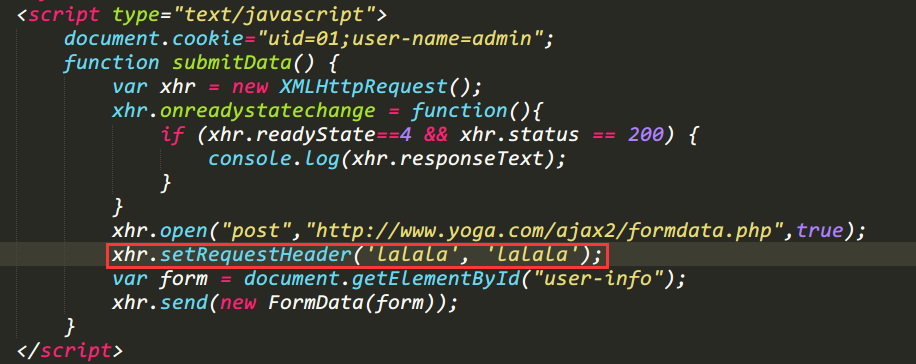 <script type="text/javascript">
document.cookie="uid=01;user-name=admin";
function submitData() {
var xhr = new XMLHttpRequest();
xhr.onreadystatechange = function(){
if (xhr.readyState==4 && xhr.status == 200) {
console.log(xhr.responseText);
}
}
xhr.open("post","http://www.yoga.com/ajax2/formdata.php",true);
xhr.setRequestHeader('lalala', 'lalala');
var form = document.getElementById("user-info");
xhr.send(new FormData(form));
}
</script>